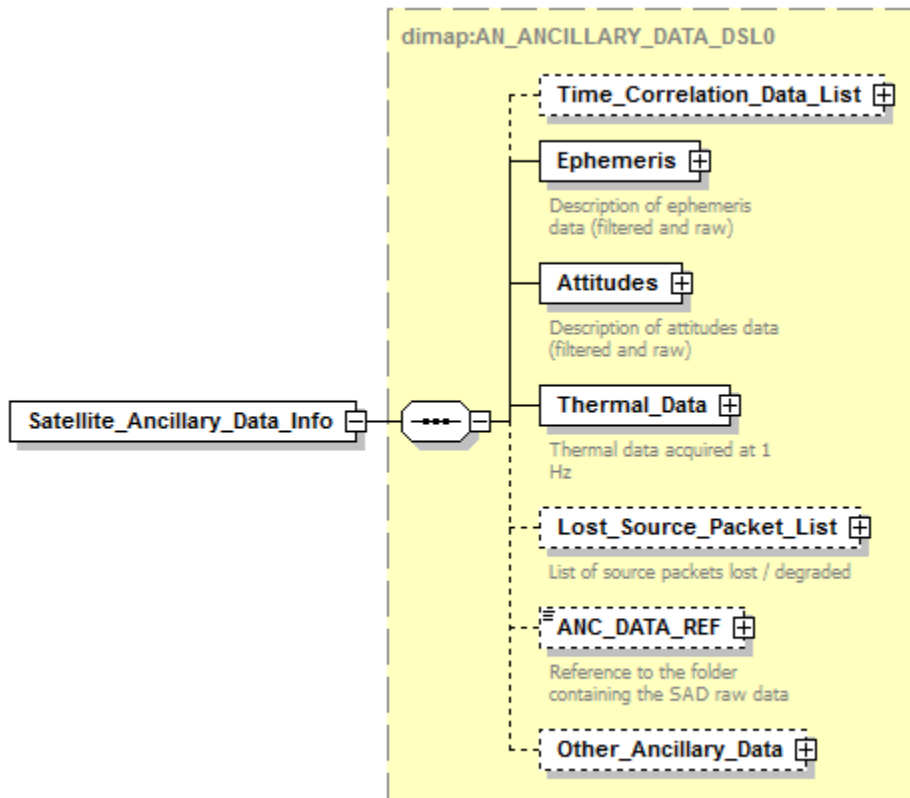 dimap:AN_ANCILLARY_DATA_DSL0
Time_Correlation_Data_List
Ephemeris
Description of ephemeris
data (filtered and raw)
Attitudes
Description of attitudes data
(filtered and raw)
Satellite_Ancillary_Data_Info
Thermal_Data
Thermal data acquired at 1
Hz
Lost_Source_Packet_List
List of source packets lost / degraded
ANC_DATA_REF
Reference to the folder
containing the SAD raw data
Other_Ancillary_Data